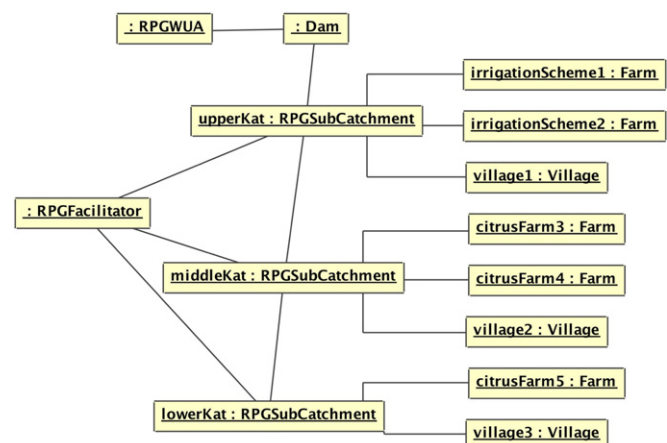 : RPGWUA
: Dam
irrigationScheme1 : Farm
upperKat : RPGSubCatchment
irrigationScheme2 : Farm
village1 : Village
: RPGFacilitator
citrusFarm3 : Farm
middleKat : RPGSubCatchment
citrusFarm4 : Farm
village2 : Village
citrusFarm5 : Farm
lowerKat : RPGSubCatchment
village3 : Village